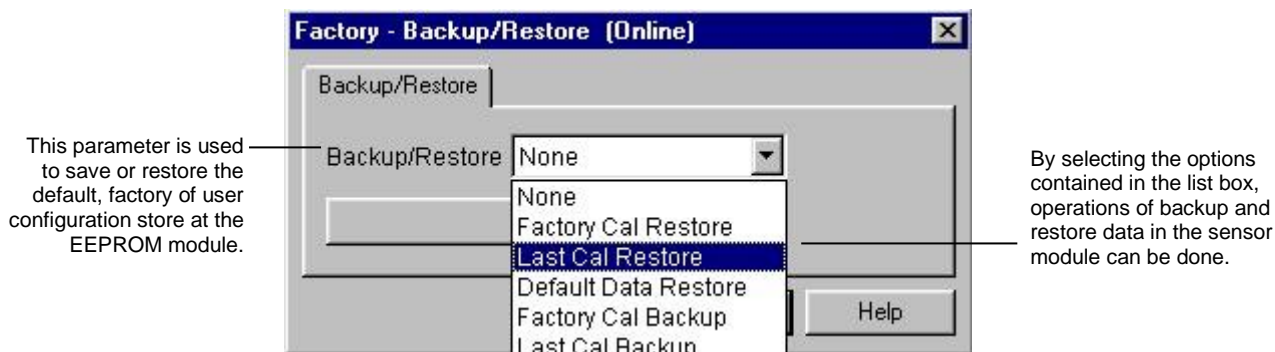 Factory - Backup/Restore (Online)
Backup/Restore
This parameter is used
to save or restore the
default, factory of user
configuration store at the
EEPROM module.
Backup/Restore
None
None
Factory Cal Restore
Last Cal Restore
Default Data Restore
Factory Cal Backup
Last Cal Backup
Help
By selecting the options
contained in the list box,
operations of backup and
restore data in the sensor
module can be done.